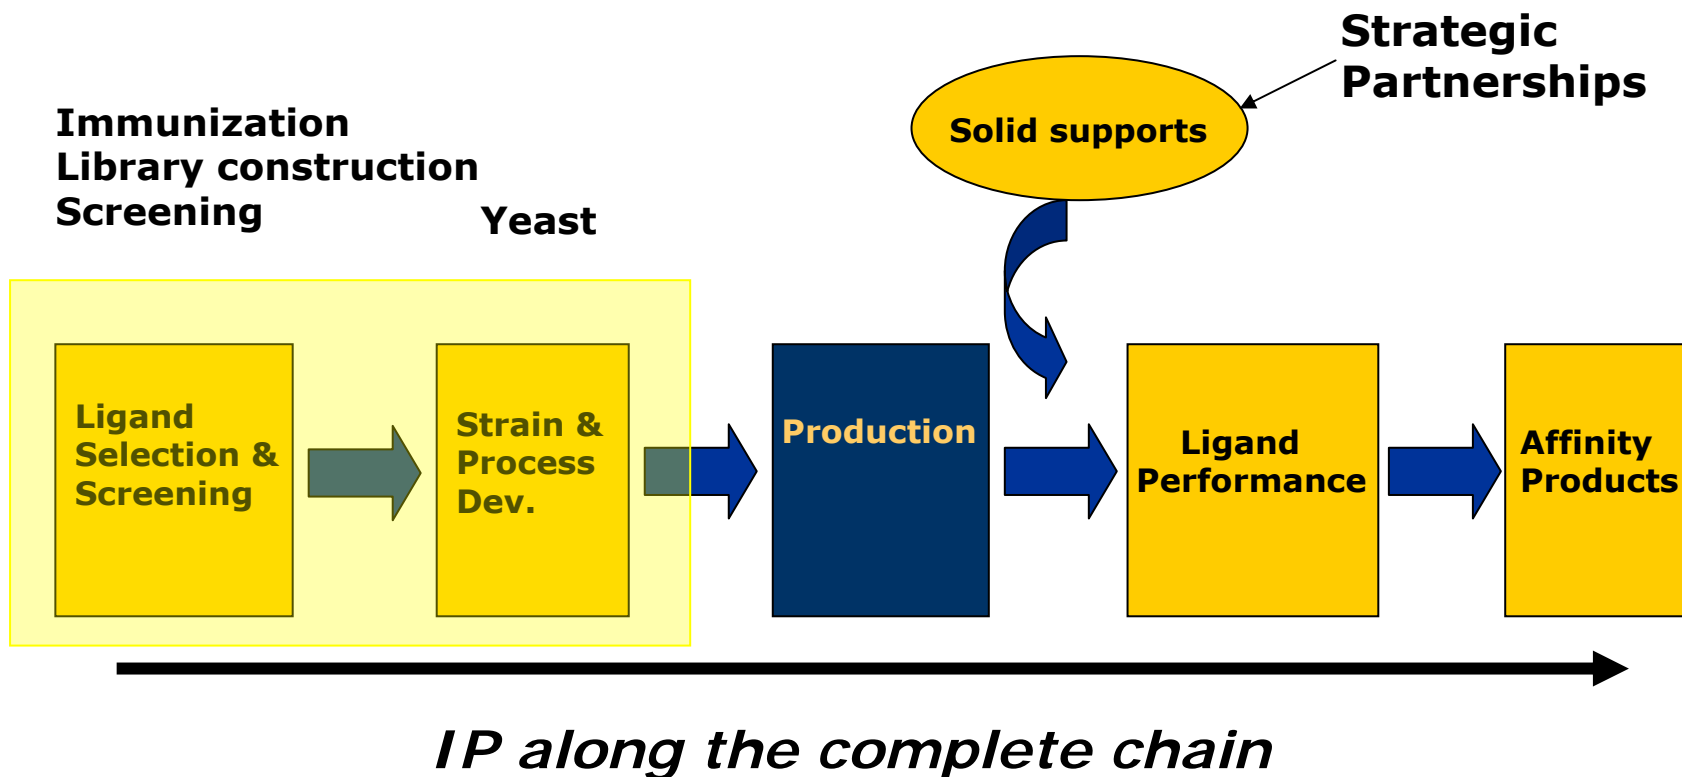 Strategic
Partnerships
Solid supports
Immunization
Library construction
Screening
Yeast
Ligand
Selection &
Screening
Strain &
Process
Dev.
Production
Ligand
Performance
Affinity
Products
IP along the complete chain